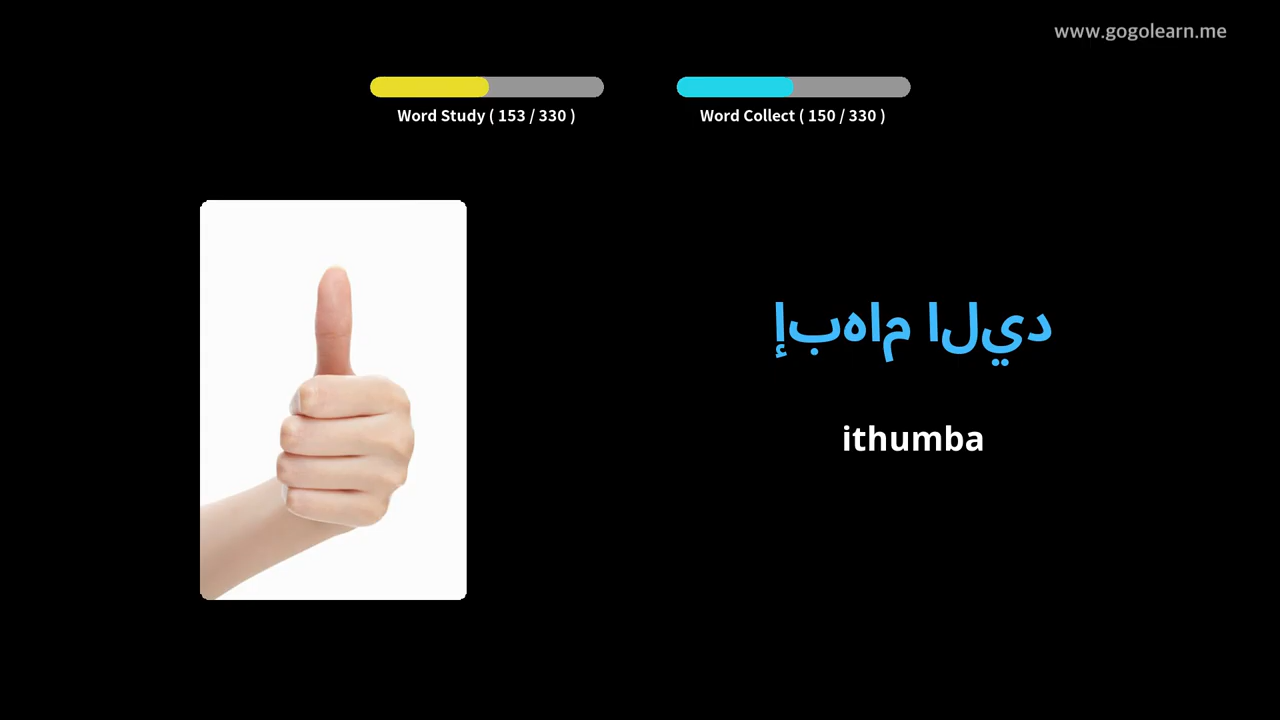 www.gogolearn.me
Word Study ( 153 / 330 )
Word Collect ( 150 / 330 )
إبهام اليد
ithumba